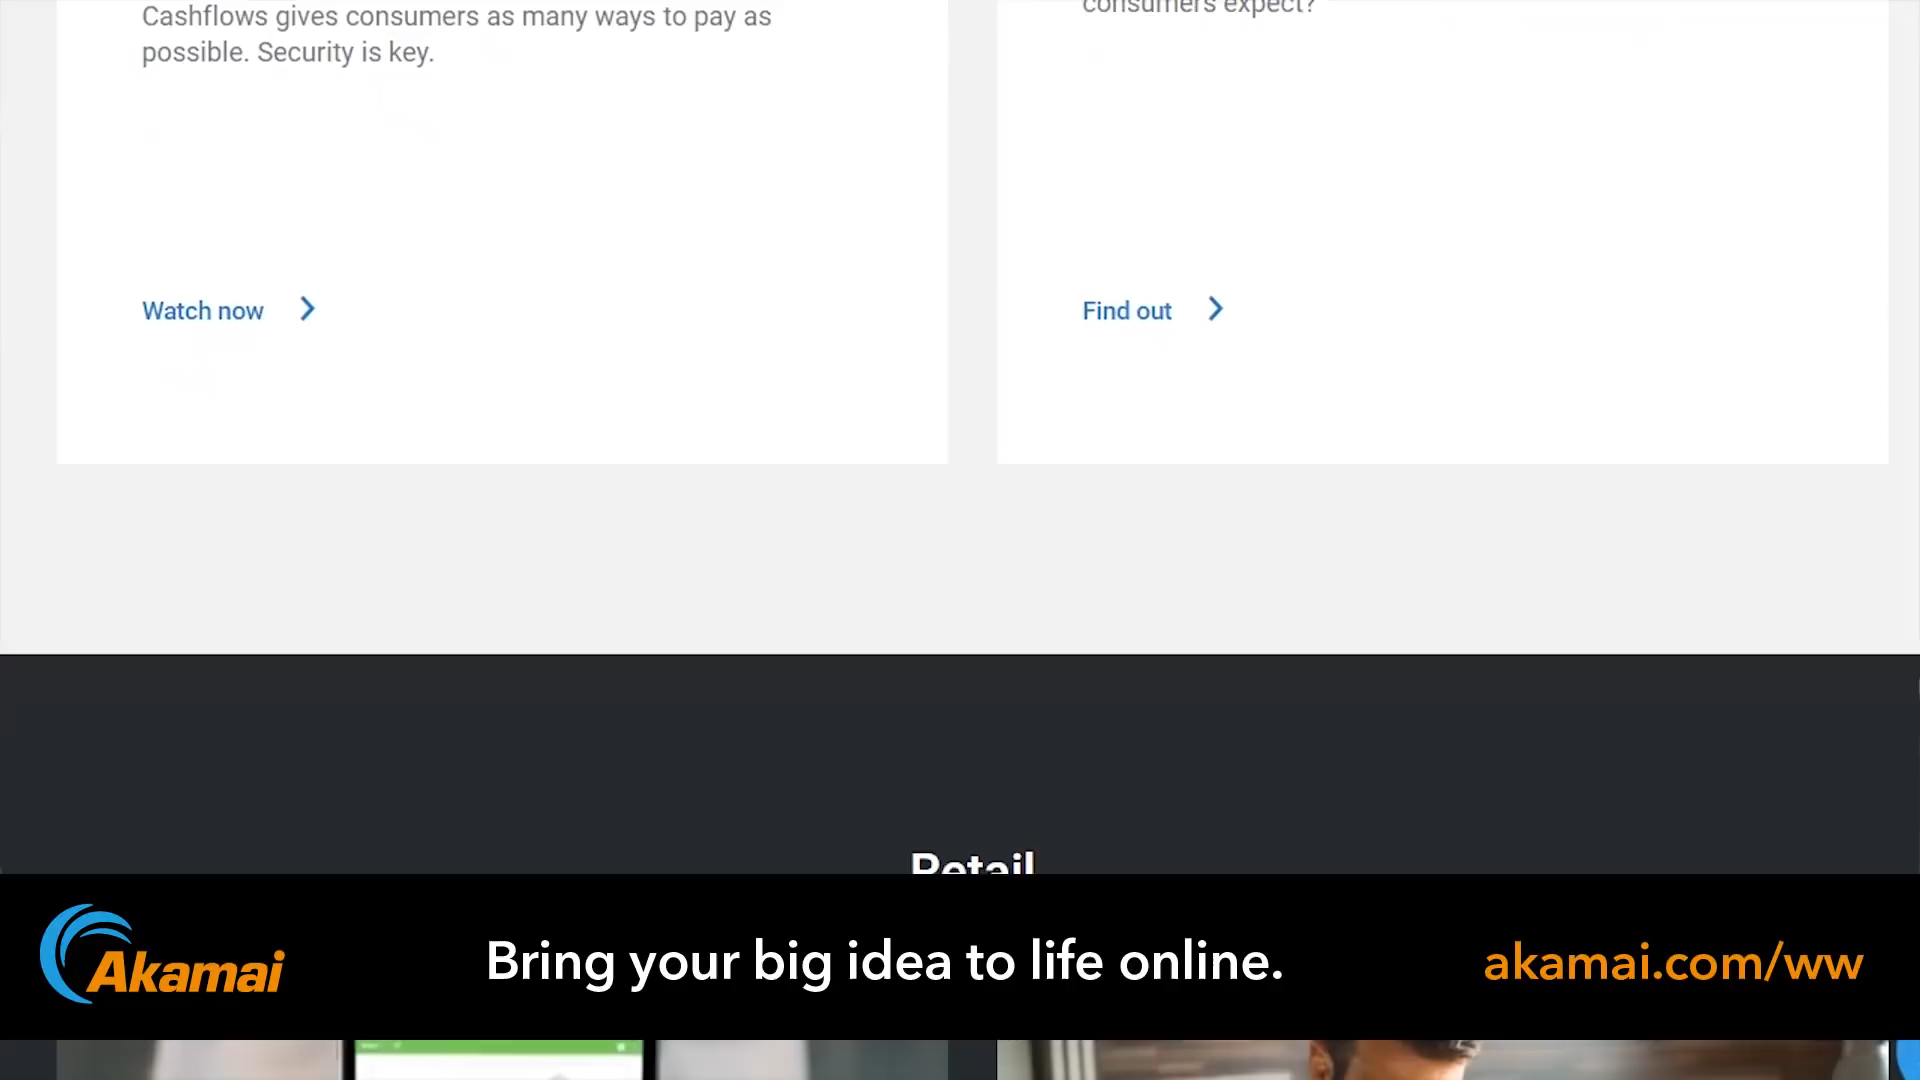 Cashflows gives consumers as many ways to pay as
possible. Security is key.
consumers expect?
Watch now
Find out
Retail
Akamai
Bring your big idea to life online.
akamai.com/ww